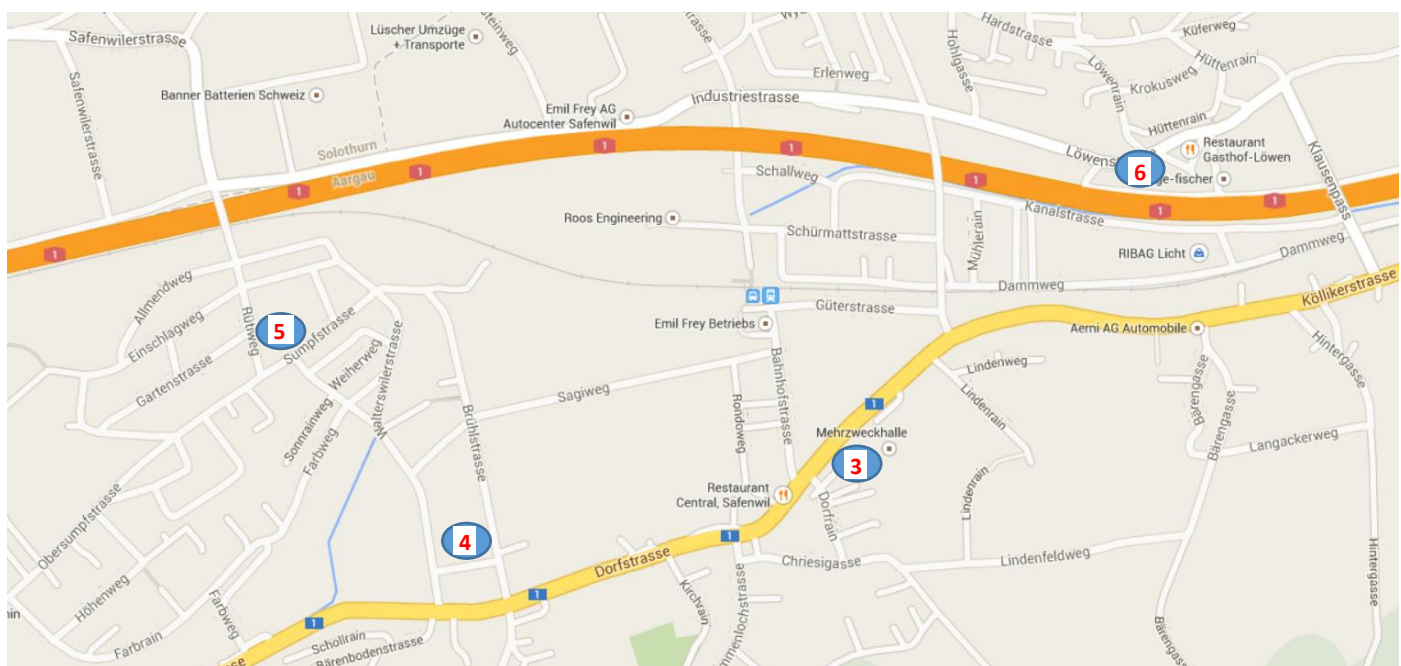 Safenwilerstrasse
Lüscher Umzüge
+ Transporte
Hardstrasse
Küferweg
Hüttenrain
Hohlgasse
Löwenrain
Krokusweg
Safenwilerstrasse
Banner Batterien Schweiz
Erlenweg
Industriestrasse
Emil Frey AG
Autocenter Safenwil
Hüttenrain
Solothurn
Aargau
1
1
1
1
1
1
1
1
Restaurant
Gasthof-Löwen
6
ge-fischer
Klausenpass
Schallweg
Kanalstrasse
Roos Engineering
Schürmattstrasse
Mühlerain
RIBAG Licht
Dammweg
Dammweg
Köllikerstrasse
Allmendweg
Einschlagweg
Rütiweg
5
Sumpfstrasse
Gartenstrasse
Weiherweg
Walterswilerstrasse
Güterstrasse
Emil Frey Betriebs
Aerni AG Automobile
Hintergasse
Bahnhofstrasse
Lindenweg
Lindenrain
Bärengasse
Bärengasse
Sagiweg
Rondoweg
1
Brühlstrasse
Sonnrainweg
Farbweg
Mehrzweckhalle
3
Langackerweg
Restaurant
Central, Safenwil
Dorfrain
Lindenrain
Obersumpfstrasse
4
1
Dorfstrasse
Chriesigasse
Lindenfeldweg
Hintergasse
Höhenweg
Farbweg
1
1
Kirchrain
Farbrain
Schollrain
Bärenbodenstrasse
Bärengasse